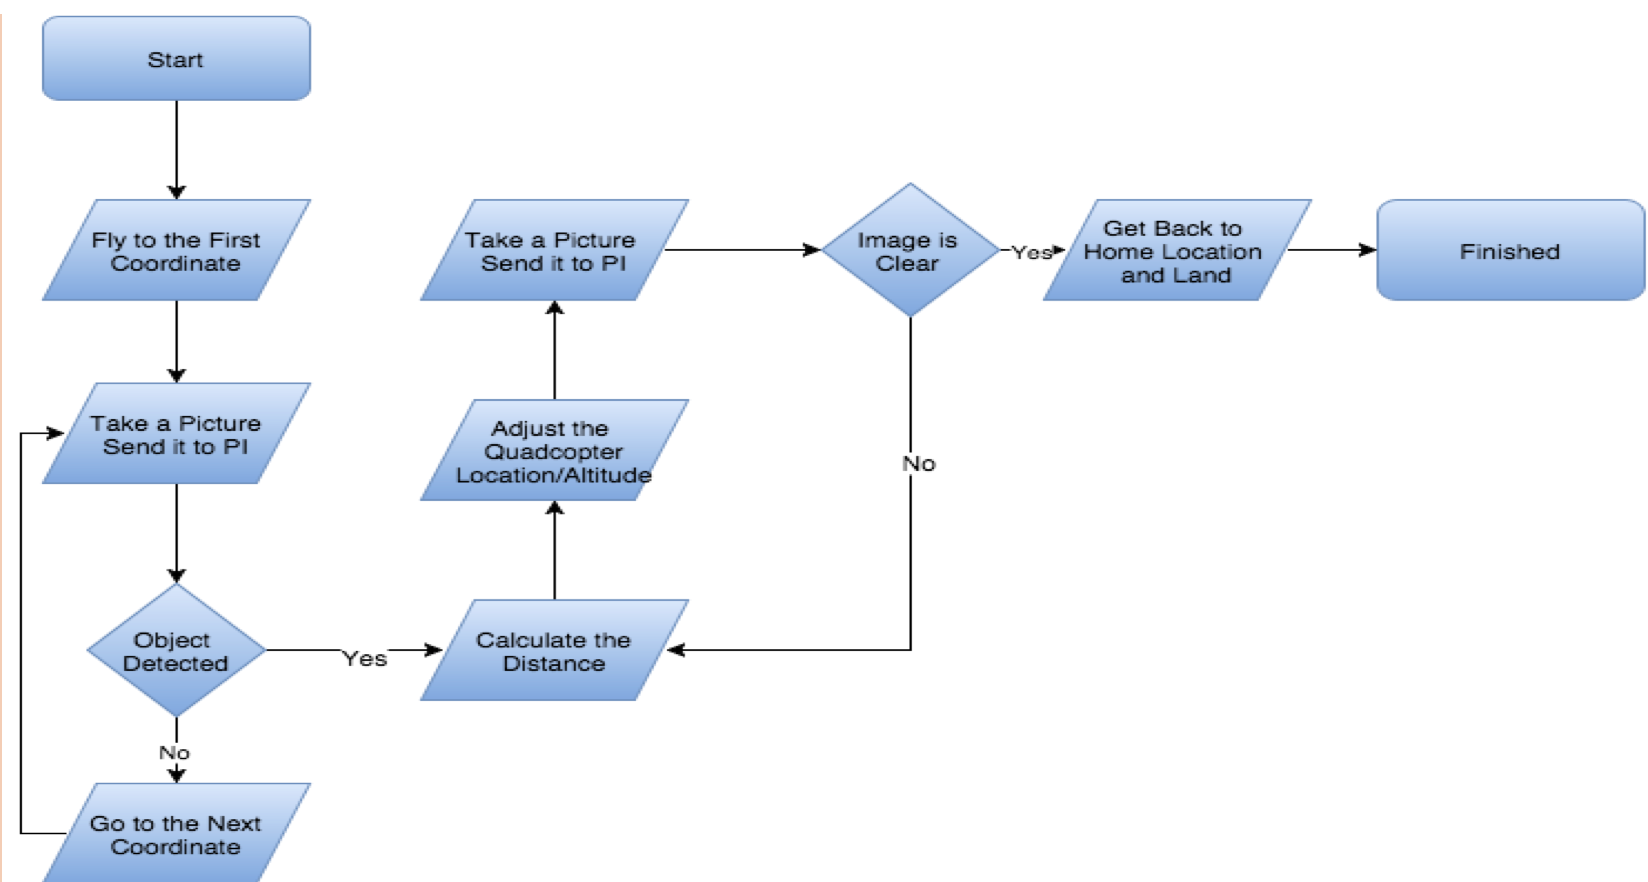 Start
Fly to the First
Coordinate
Take a Picture
Send it to PI
Object
Detected
No
Go to the Next
Coordinate
Yes
Calculate the
Distance
Adjust the
Quadcopter
Location/Altitude
Take a Picture
Send it to PI
Image is
Clear
No
Yes
Get Back to
Home Location
and Land
Finished